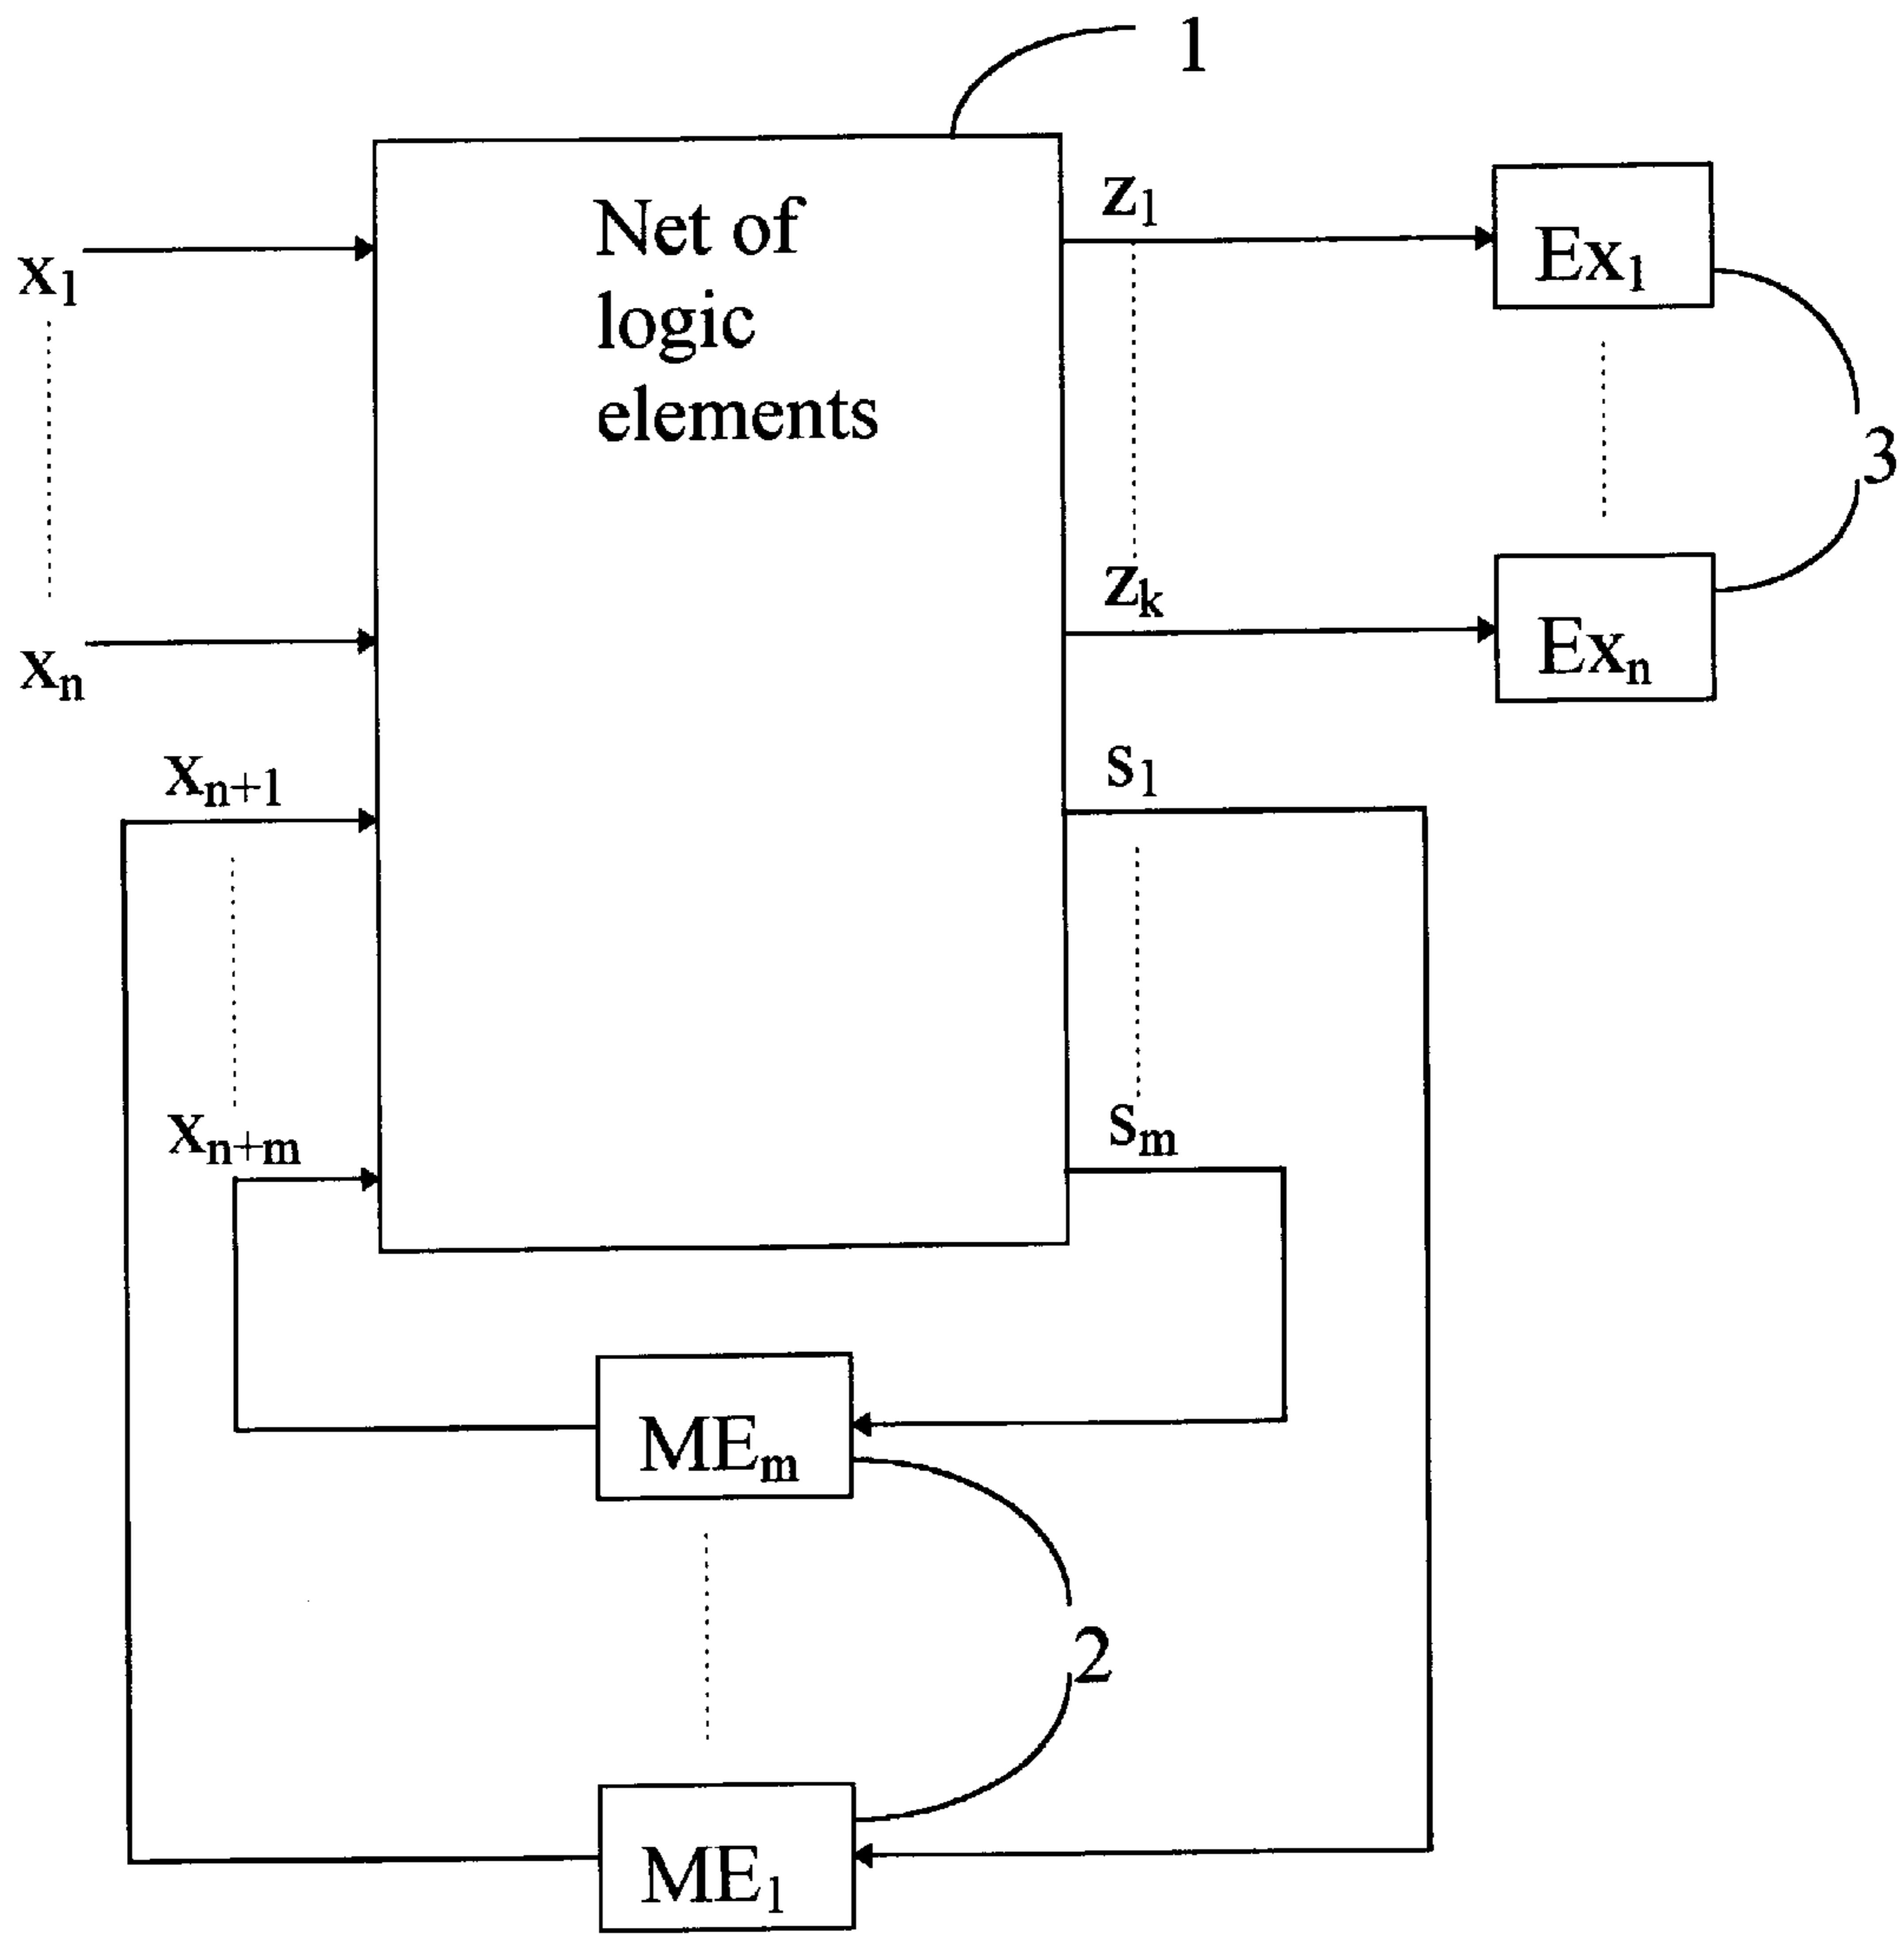 1
Net of
logic
elements
x₁
z₁
Ex₁
3
xₙ
zₖ
Exₙ
xₙ₊₁
s₁
xₙ₊ₘ
sₘ
MEₘ
2
ME₁